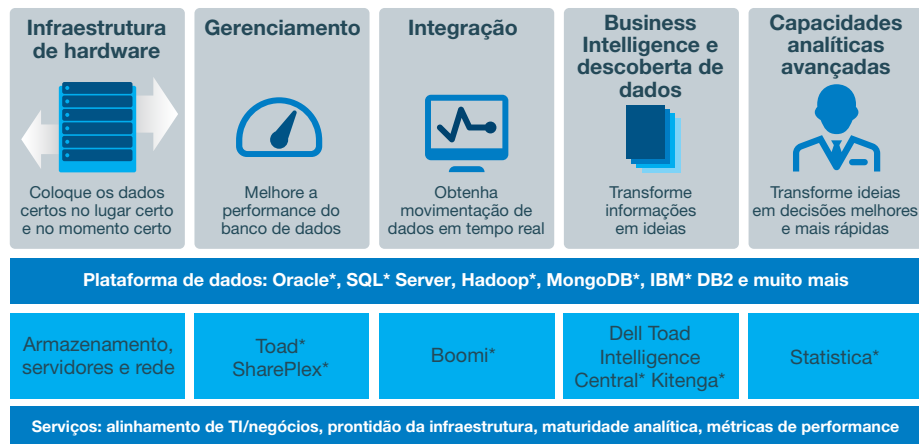 Infraestrutura
de hardware
Coloque os dados
certos no lugar certo
e no momento certo
Gerenciamento
Melhore a
performance do
banco de dados
Integração
Obtenha
movimentação de
dados em tempo real
Business
Intelligence e
descoberta de
dados
Transforme
informações
em ideias
Capacidades
analíticas
avançadas
Transforme ideias
em decisões melhores
e mais rápidas
Plataforma de dados: Oracle*, SQL* Server, Hadoop*, MongoDB*, IBM* DB2 e muito mais
Armazenamento,
servidores e rede
Toad*
SharePlex*
Boomi*
Dell Toad
Intelligence
Central* Kitenga*
Statistica*
Serviços: alinhamento de TI/negócios, prontidão da infraestrutura, maturidade analítica, métricas de performance